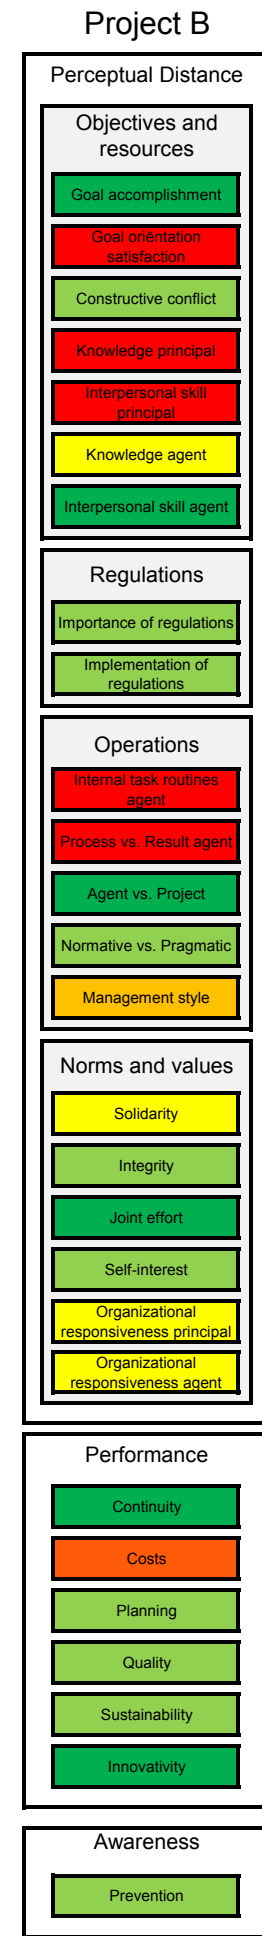 Project B
Perceptual Distance
Objectives and
resources
Goal accomplishment
Goal oriëntation
satisfaction
Constructive conflict
Knowledge principal
Interpersonal skill
principal
Knowledge agent
Interpersonal skill agent
Regulations
Importance of regulations
Implementation of
regulations
Operations
Internal task routines
agent
Process vs. Result agent
Agent vs. Project
Normative vs. Pragmatic
Management style
Norms and values
Solidarity
Integrity
Joint effort
Self-interest
Organizational
responsiveness principal
Organizational
responsiveness agent
Performance
Continuity
Costs
Planning
Quality
Sustainability
Innovativity
Awareness
Prevention